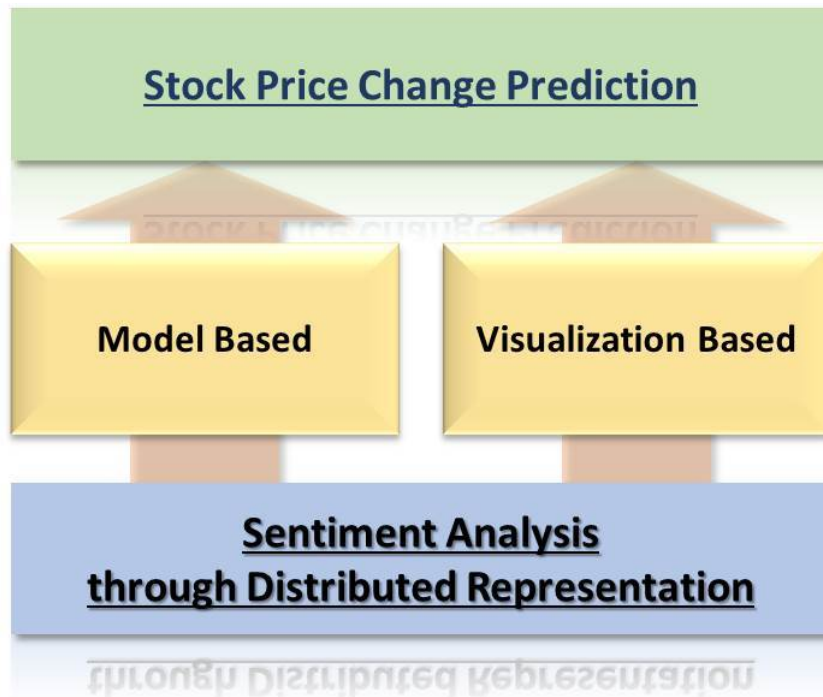 Stock Price Change Prediction
Model Based
Visualization Based
Sentiment Analysis
through Distributed Representation